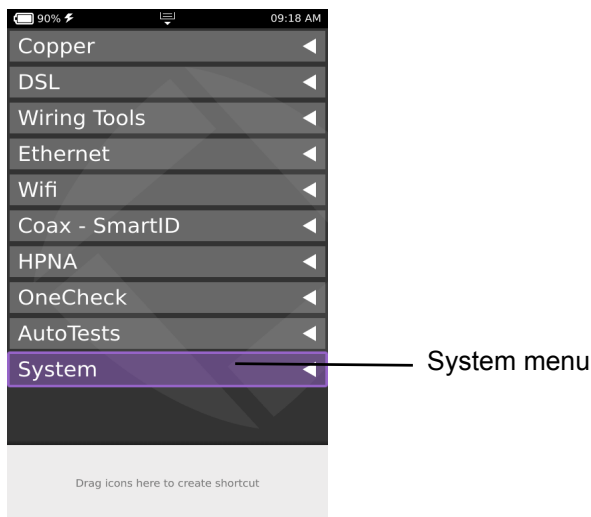 90% 09:18 AM
Copper
DSL
Wiring Tools
Ethernet
Wifi
Coax - SmartID
HPNA
OneCheck
AutoTests
System
System menu
Drag icons here to create shortcut